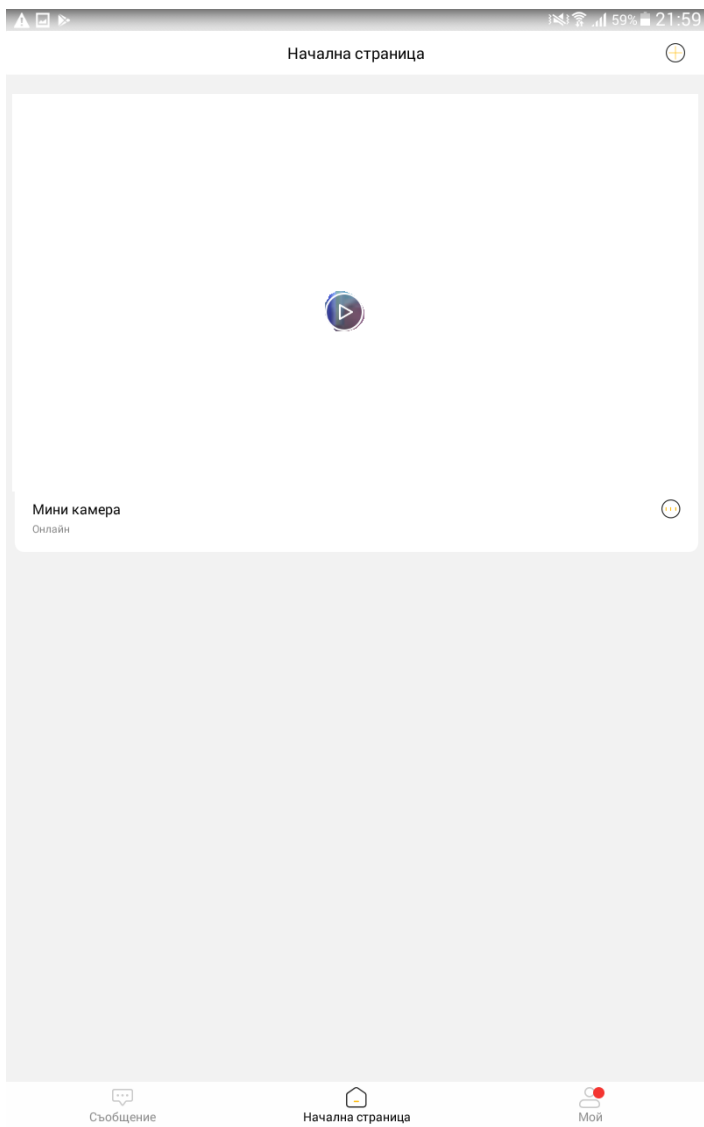 59% 21:59
Начална страница
Мини камера
Онлайн
Съобщение
Начална страница
Мой